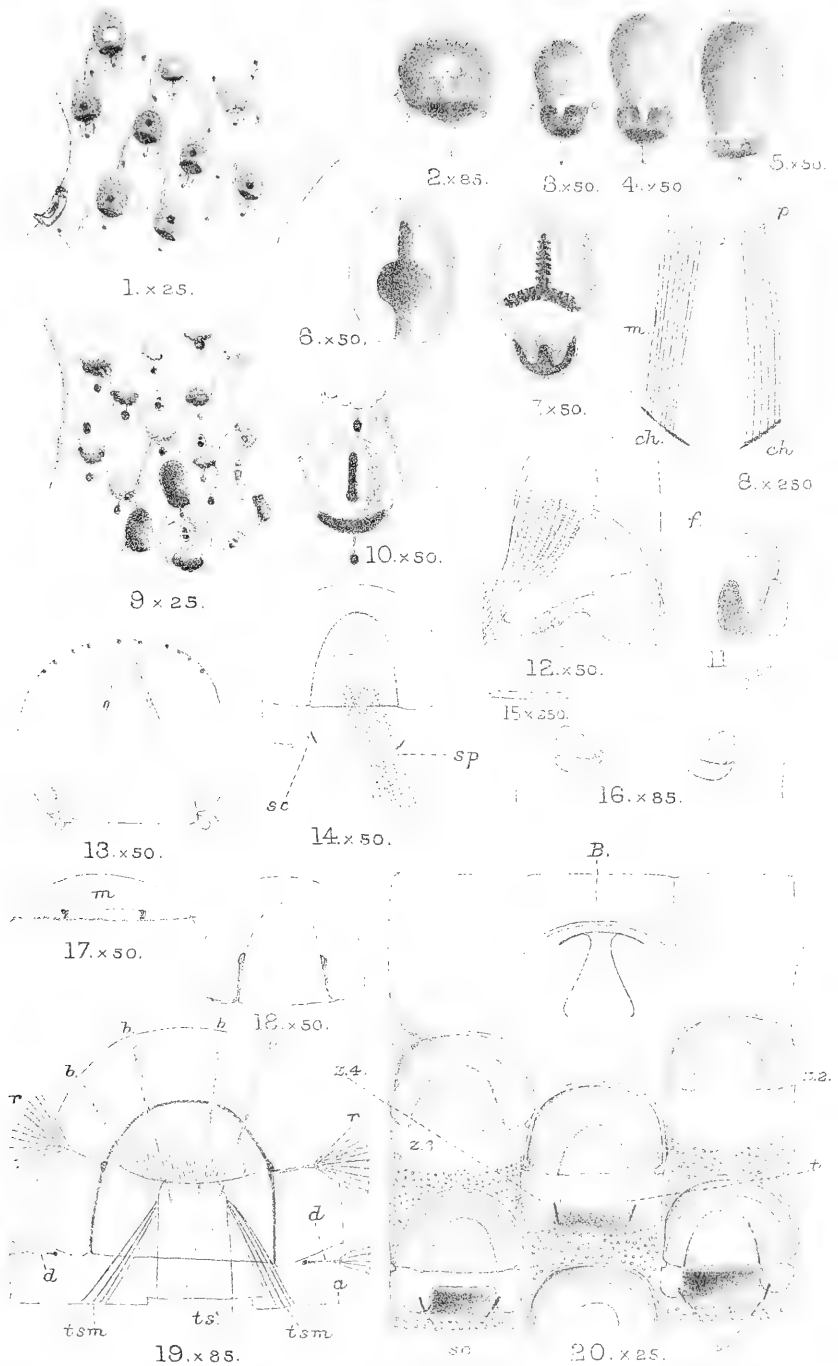 1. × 25.
2. × 85.
3. × 50.
4. × 50
5. × 50.
6. × 50.
7. × 50.
p
m
ch.
ch
8. × 250
9 × 25.
10. × 50.
f.
12. × 50.
11
15 × 250.
13. × 50.
sc
sp
14. × 50.
16. × 85.
B.
m
17. × 50.
18. × 50.
b
b
b.
r
r
z.4.
z.2.
z.3
t.
d
d
a
tsm
ts.
tsm
19. × 85.
so
20. × 25.